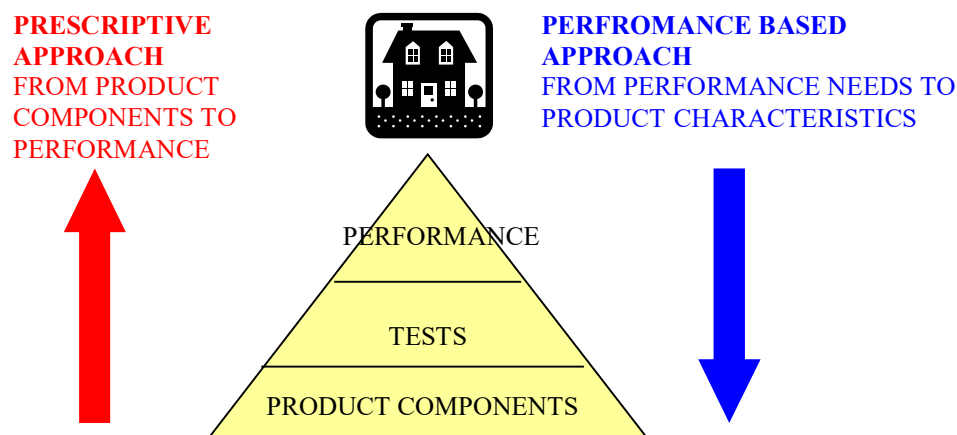 PRESCRIPTIVE
APPROACH
FROM PRODUCT
COMPONENTS TO
PERFORMANCE
PERFROMANCE BASED
APPROACH
FROM PERFORMANCE NEEDS TO
PRODUCT CHARACTERISTICS
PERFORMANCE
TESTS
PRODUCT COMPONENTS